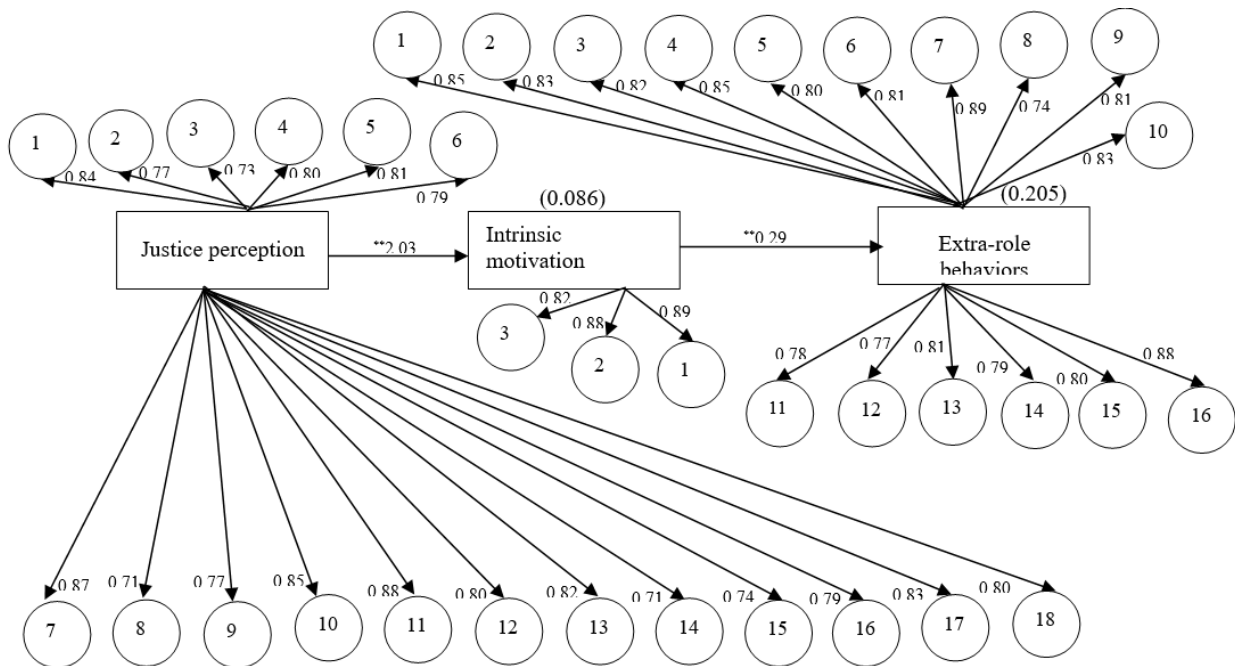 1 2 3 4 5 6 7 8 9
0.85 0.83 0.82 0.85 0.80 0.81 0.89 0.74 0.81
10
0.83
1 2 3 4 5 6
0.84 0.77 0.73 0.80 0.81 0.79
(0.086)
(0.205)
Justice perception
**2.03
Intrinsic
motivation
**0.29
Extra-role
behaviors
0.82 0.88 0.89
3 2 1
0.78 0.77 0.81 0.79 0.80 0.88
11 12 13 14 15 16
0.87 0.71 0.77 0.85 0.88 0.80 0.82 0.71 0.74 0.79 0.83 0.80
7 8 9 10 11 12 13 14 15 16 17 18